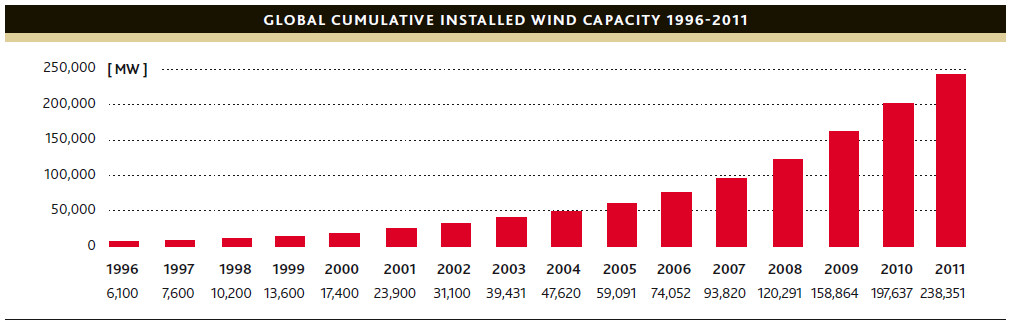 GLOBAL CUMULATIVE INSTALLED WIND CAPACITY 1996-2011
250,000 [ MW ]
200,000
150,000
100,000
50,000
0
1996 1997 1998 1999 2000 2001 2002 2003 2004 2005 2006 2007 2008 2009 2010 2011
6,100 7,600 10,200 13,600 17,400 23,900 31,100 39,431 47,620 59,091 74,052 93,820 120,291 158,864 197,637 238,351